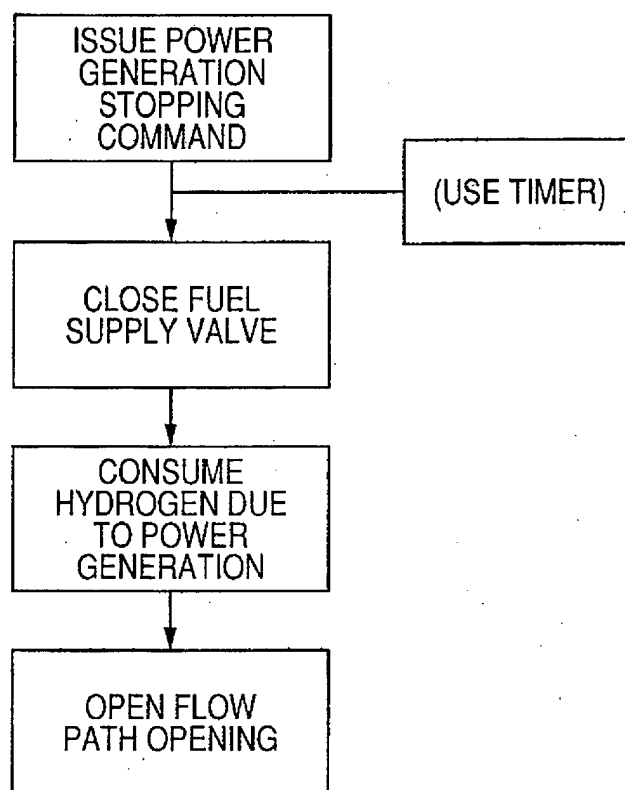 ISSUE POWER
GENERATION
STOPPING
COMMAND
(USE TIMER)
CLOSE FUEL
SUPPLY VALVE
CONSUME
HYDROGEN DUE
TO POWER
GENERATION
OPEN FLOW
PATH OPENING